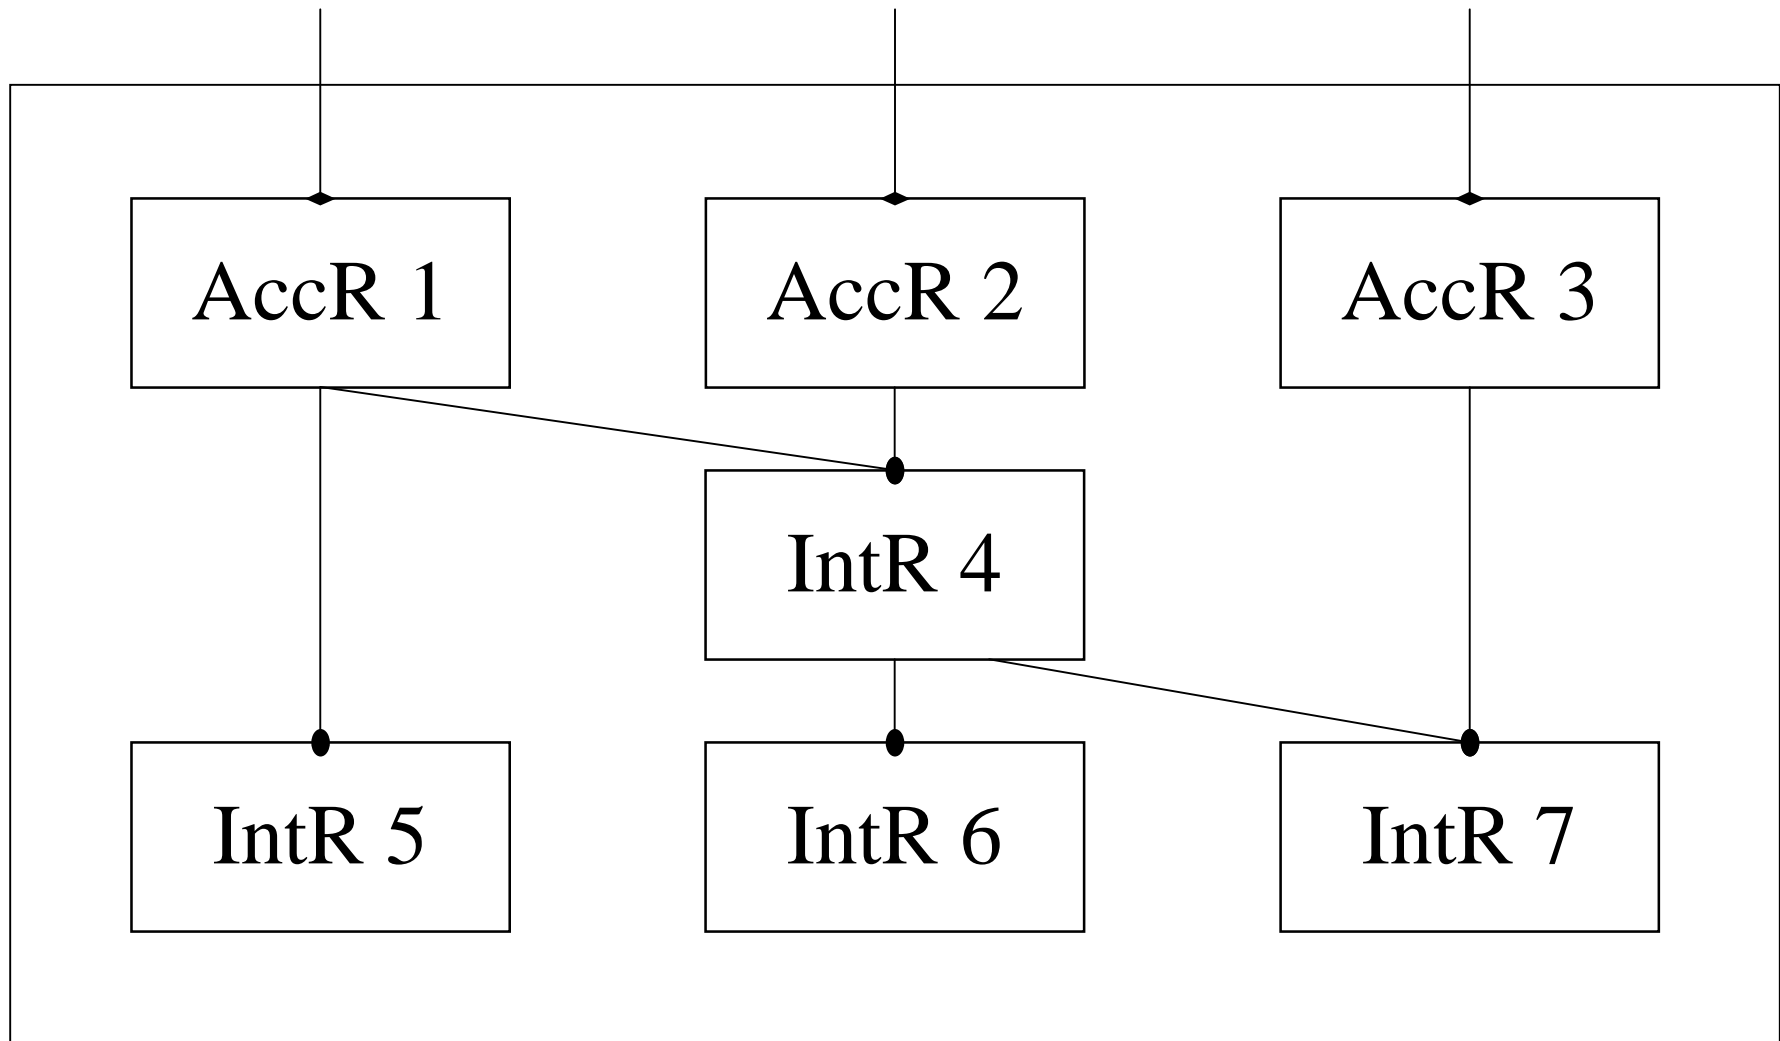 AccR 1
AccR 2
AccR 3
IntR 4
IntR 5
IntR 6
IntR 7